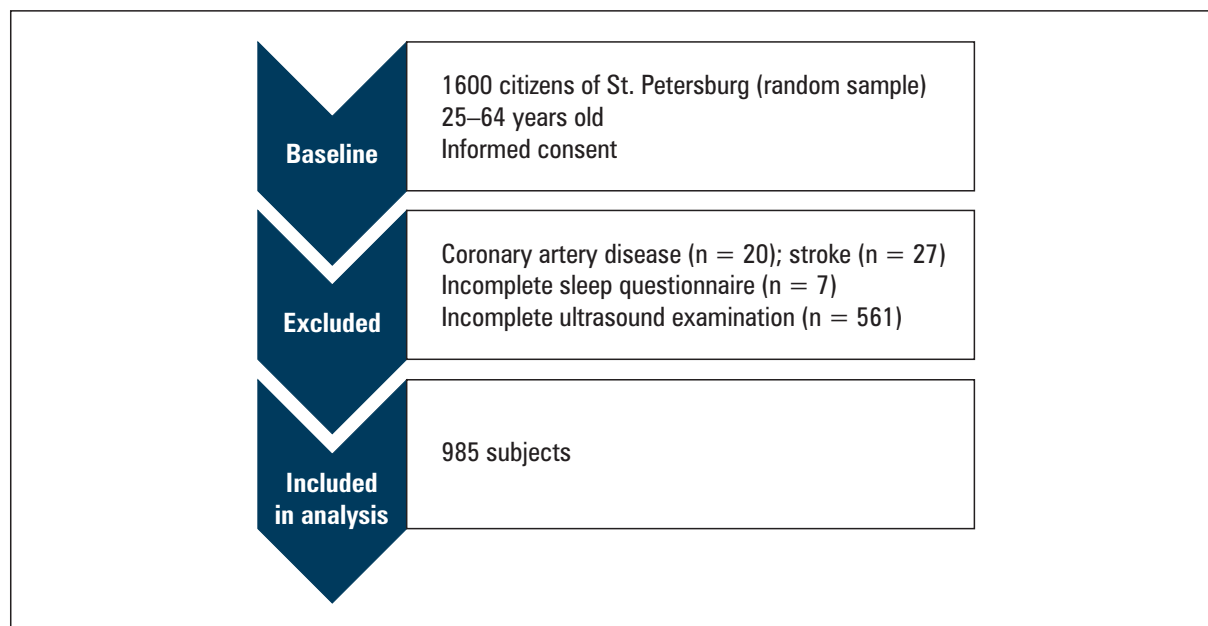 Baseline
1600 citizens of St. Petersburg (random sample)
25–64 years old
Informed consent
Excluded
Coronary artery disease (n = 20); stroke (n = 27)
Incomplete sleep questionnaire (n = 7)
Incomplete ultrasound examination (n = 561)
Included
in analysis
985 subjects